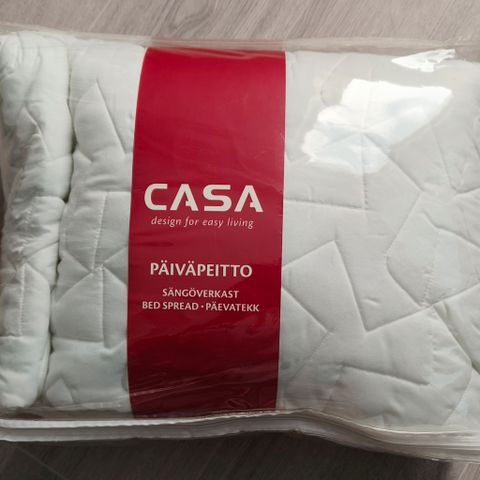 CASA
design for easy living
PÄIVÄPEITTO
SÄNGÖVERKAST
BED SPREAD · PÄEVATEKK